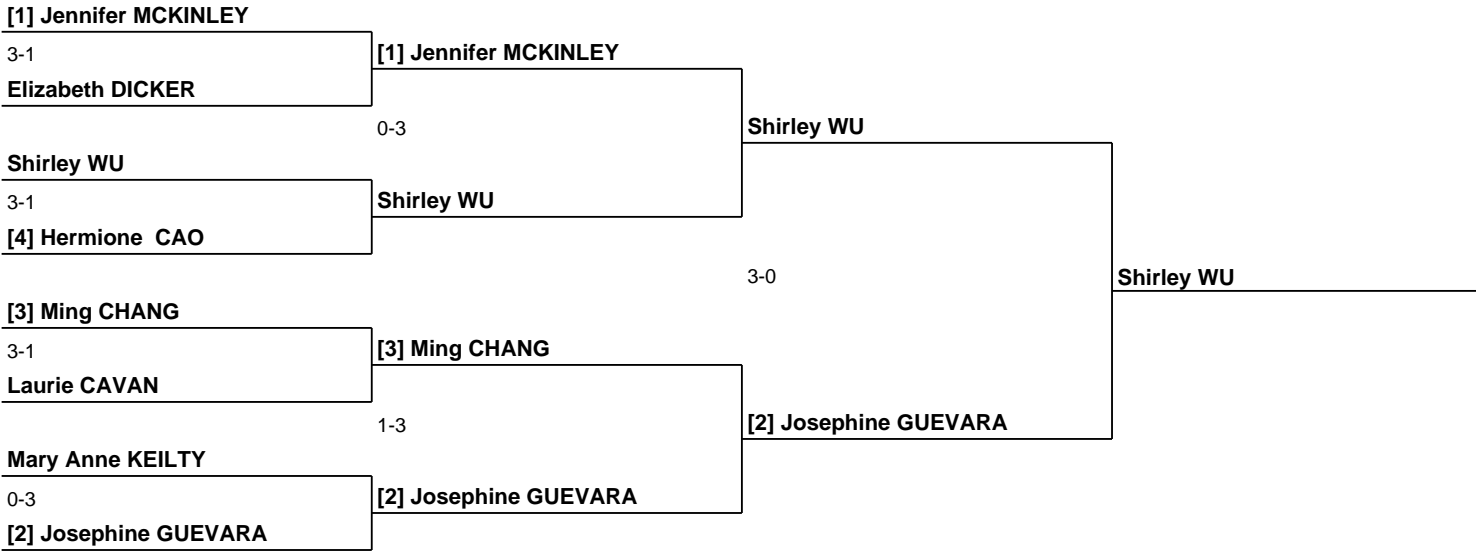 [1] Jennifer MCKINLEY
3-1
[1] Jennifer MCKINLEY
Elizabeth DICKER
0-3
Shirley WU
Shirley WU
3-1
Shirley WU
[4] Hermione  CAO
3-0
Shirley WU
[3] Ming CHANG
3-1
[3] Ming CHANG
Laurie CAVAN
1-3
[2] Josephine GUEVARA
Mary Anne KEILTY
0-3
[2] Josephine GUEVARA
[2] Josephine GUEVARA